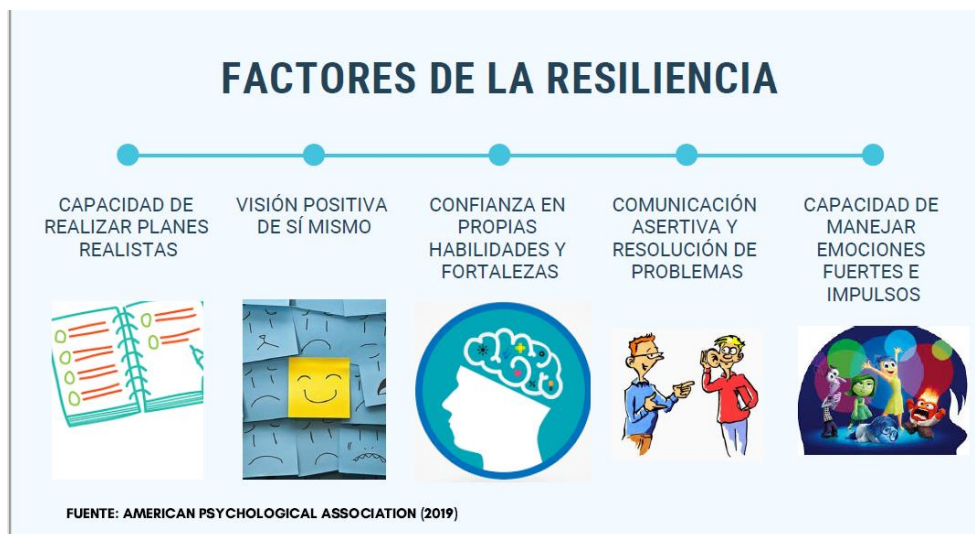 FACTORES DE LA RESILIENCIA
CAPACIDAD DE
REALIZAR PLANES
REALISTAS
VISIÓN POSITIVA
DE SÍ MISMO
CONFIANZA EN
PROPIAS
HABILIDADES Y
FORTALEZAS
COMUNICACIÓN
ASERTIVA Y
RESOLUCIÓN DE
PROBLEMAS
CAPACIDAD DE
MANEJAR
EMOCIONES
FUERTES E
IMPULSOS
FUENTE: AMERICAN PSYCHOLOGICAL ASSOCIATION (2019)